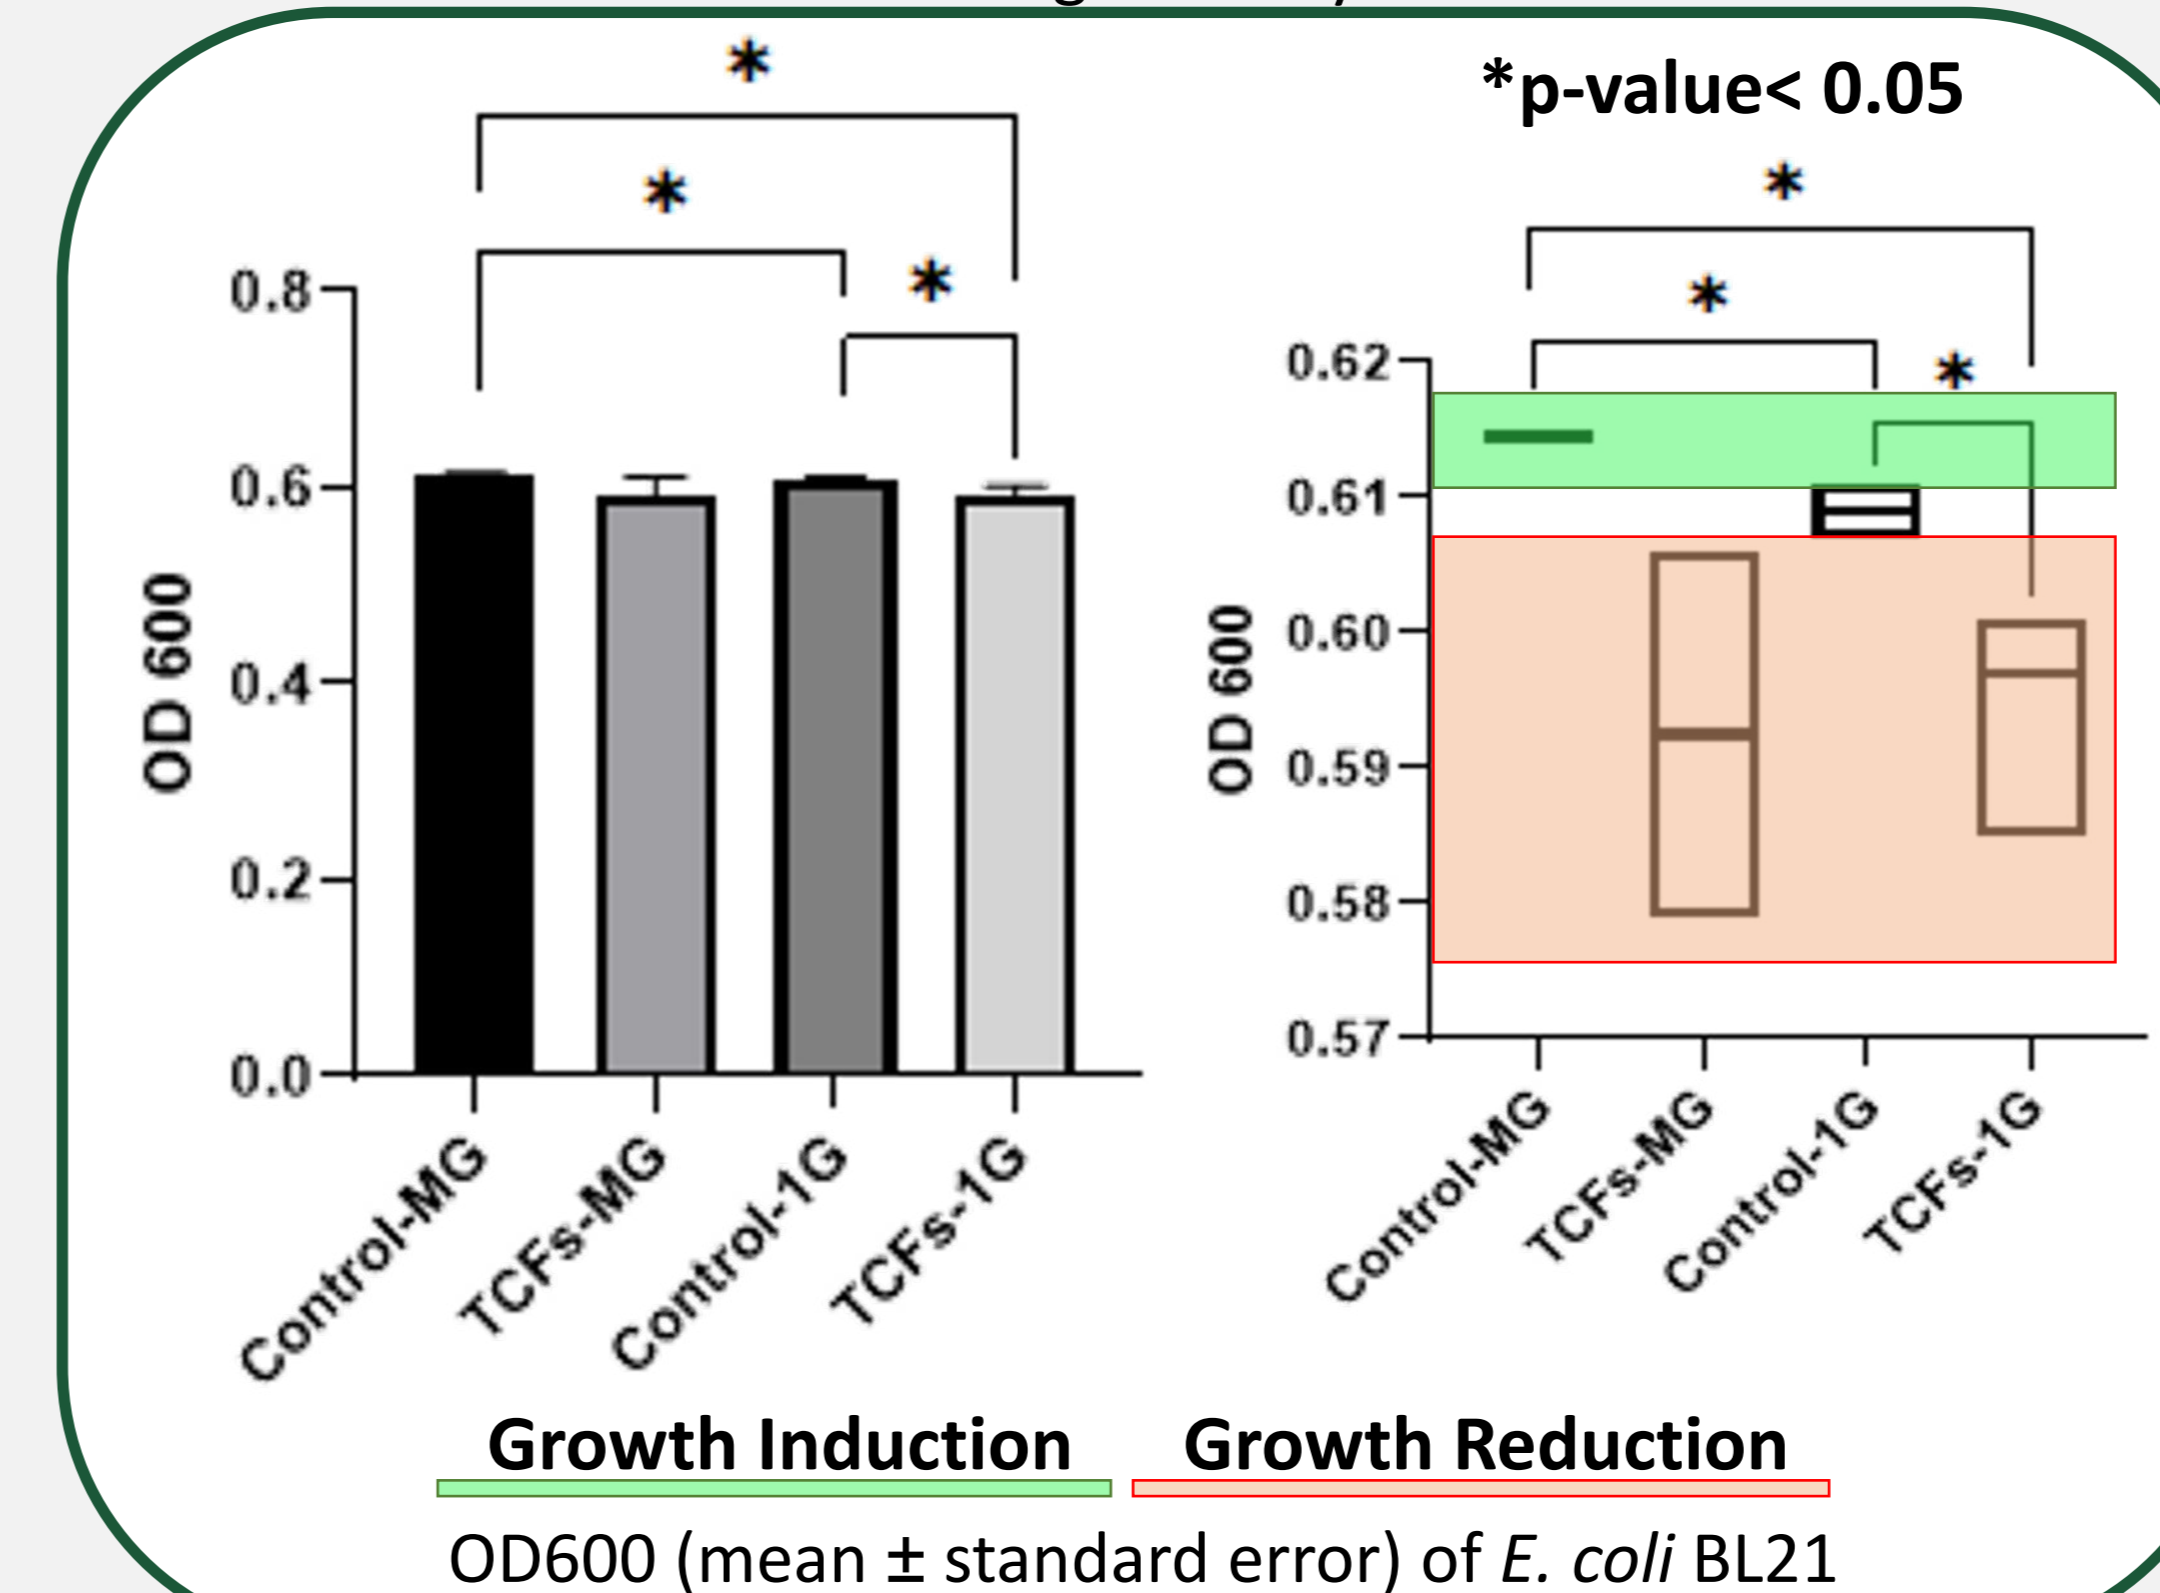 *
*
*
0.8
0.6
0.4
0.2
0.0
OD 600
Control-MG
TCFs-MG
Control-1G
TCFs-1G
*p-value< 0.05
*
*
*
0.62
0.61
0.60
0.59
0.58
0.57
OD 600
Control-MG
TCFs-MG
Control-1G
TCFs-1G
Growth Induction
Growth Reduction
OD600 (mean ± standard error) of E. coli BL21